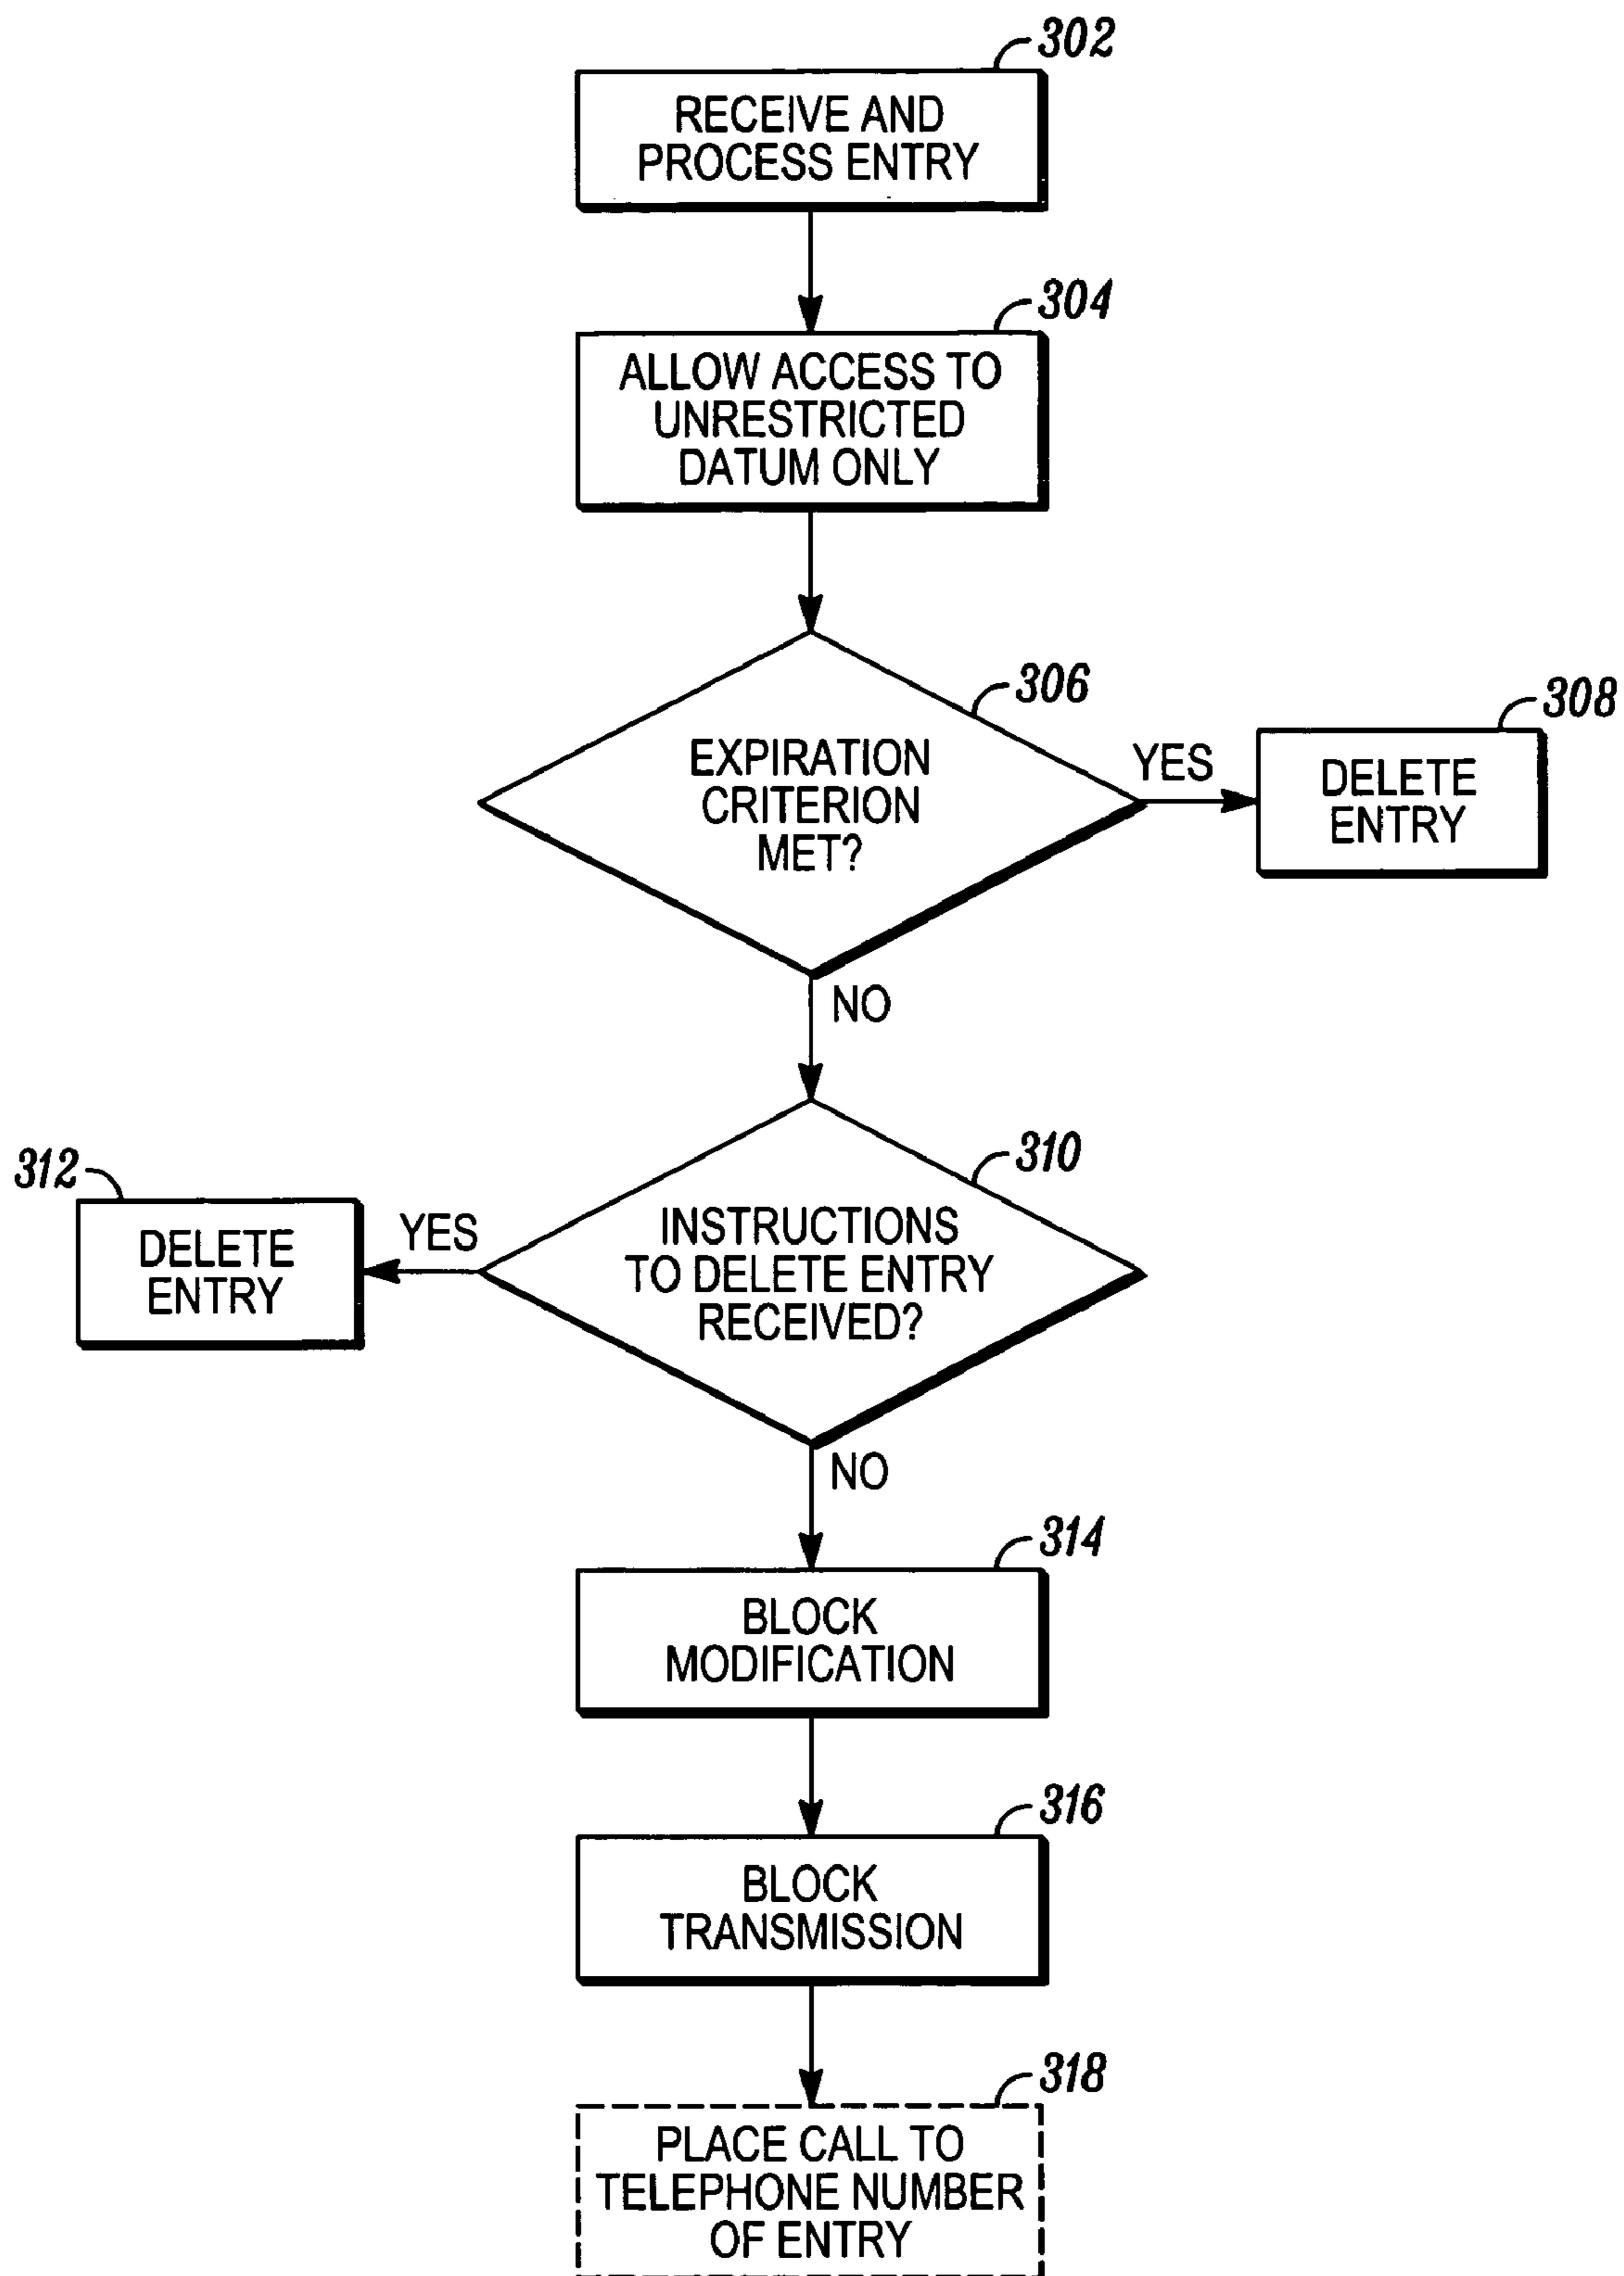 302
RECEIVE AND
PROCESS ENTRY
304
ALLOW ACCESS TO
UNRESTRICTED
DATUM ONLY
306
EXPIRATION
CRITERION
MET?
YES
308
DELETE
ENTRY
NO
310
INSTRUCTIONS
TO DELETE ENTRY
RECEIVED?
YES
312
DELETE
ENTRY
NO
314
BLOCK
MODIFICATION
316
BLOCK
TRANSMISSION
318
PLACE CALL TO
TELEPHONE NUMBER
OF ENTRY